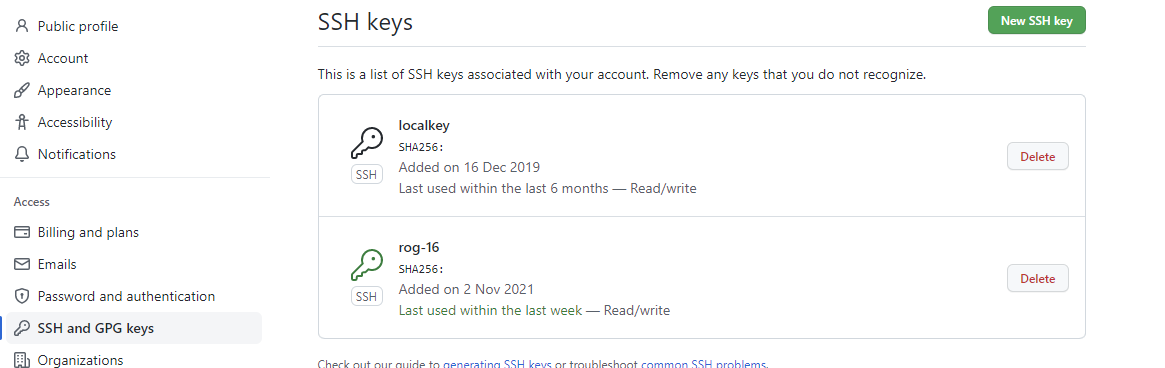 Public profile
Account
Appearance
Accessibility
Notifications
Access
Billing and plans
Emails
Password and authentication
SSH and GPG keys
Organizations
SSH keys
New SSH key
This is a list of SSH keys associated with your account. Remove any keys that you do not recognize.
localkey
SHA256:
Added on 16 Dec 2019
Last used within the last 6 months — Read/write
SSH
Delete
rog-16
SHA256:
Added on 2 Nov 2021
Last used within the last week — Read/write
SSH
Delete
Check out our guide to generating SSH keys or troubleshoot common SSH problems.